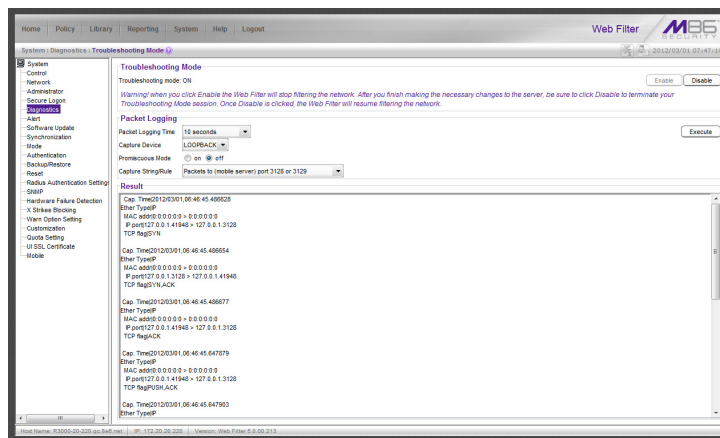 Home Policy Library Reporting System Help Logout
Web Filter
M86 SECURITY
System : Diagnostics : Troubleshooting Mode
2012/03/01 07:47:1
System
Control
Network
Administrator
Secure Logon
Diagnostics
Alert
Software Update
Synchronization
Mode
Authentication
Backup/Restore
Reset
Radius Authentication Settings
SNMP
Hardware Failure Detection
X Strikes Blocking
Warn Option Setting
Customization
Quota Setting
UI SSL Certificate
Mobile
Troubleshooting Mode
Troubleshooting mode: ON
Enable Disable
Warning! when you click Enable the Web Filter will stop filtering the network. After you finish making the necessary changes to the server, be sure to click Disable to terminate your
Troubleshooting Mode session. Once Disable is clicked, the Web Filter will resume filtering the network.
Packet Logging
Packet Logging Time 10 seconds
Execute
Capture Device LOOPBACK
Promiscuous Mode on off
Capture String/Rule Packets to (mobile server) port 3128 or 3129
Result
Cap. Time|2012/03/01,06:46:45.486628
Ether Type|IP
MAC addr|0:0:0:0:0:0 > 0:0:0:0:0:0
IP.port|127.0.0.1.41948 > 127.0.0.1.3128
TCP flag|SYN
Cap. Time|2012/03/01,06:46:45.486654
Ether Type|IP
MAC addr|0:0:0:0:0:0 > 0:0:0:0:0:0
IP.port|127.0.0.1.3128 > 127.0.0.1.41948
TCP flag|SYN,ACK
Cap. Time|2012/03/01,06:46:45.486677
Ether Type|IP
MAC addr|0:0:0:0:0:0 > 0:0:0:0:0:0
IP.port|127.0.0.1.41948 > 127.0.0.1.3128
TCP flag|ACK
Cap. Time|2012/03/01,06:46:45.647879
Ether Type|IP
MAC addr|0:0:0:0:0:0 > 0:0:0:0:0:0
IP.port|127.0.0.1.41948 > 127.0.0.1.3128
TCP flag|PUSH,ACK
Cap. Time|2012/03/01,06:46:45.647903
Ether Type|IP
Host Name: R3000-20-220.qc.8e6.net IP: 172.20.20.220 Version: Web Filter 5.0.00.213